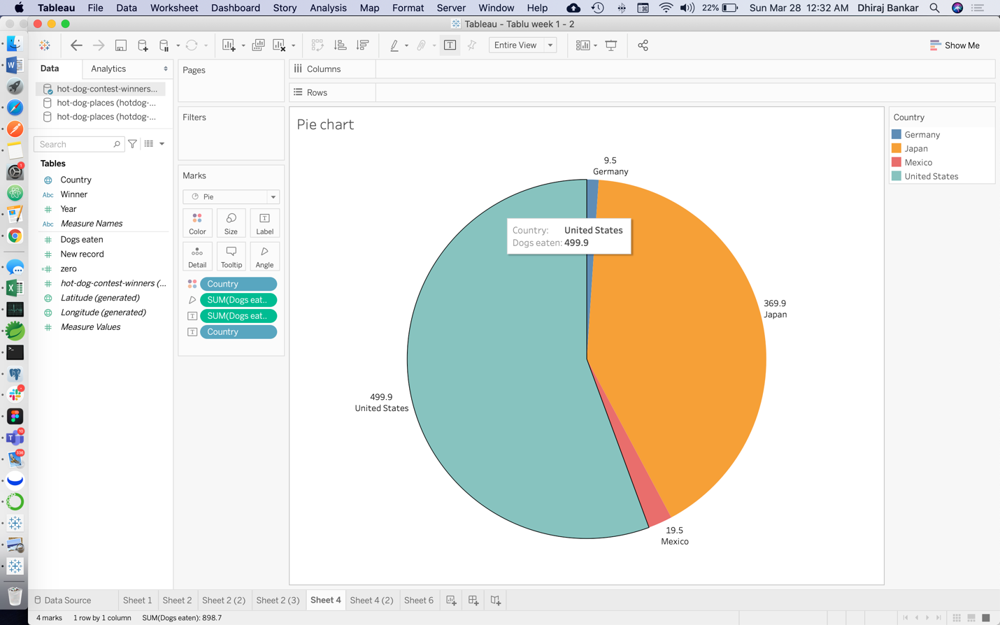 Tableau File Data Worksheet Dashboard Story Analysis Map Format Server Window Help 22% Sun Mar 28 12:32 AM Dhiraj Bankar
Tableau - Tablu week 1 - 2
Entire View
Show Me
Data
Analytics
hot-dog-contest-winners...
hot-dog-places (hotdog-...
hot-dog-places (hotdog-...
Search
Tables
Country
Abc Winner
Year
Abc Measure Names
Dogs eaten
New record
zero
hot-dog-contest-winners (...
Latitude (generated)
Longitude (generated)
Measure Values
Pages
Filters
Marks
Pie
Color Size Label
Detail Tooltip Angle
Country
SUM(Dogs eat..
SUM(Dogs eat..
Country
Columns
Rows
Pie chart
9.5
Germany
Country: United States
Dogs eaten: 499.9
369.9
Japan
499.9
United States
19.5
Mexico
Country
Germany
Japan
Mexico
United States
Data Source Sheet 1 Sheet 2 Sheet 2 (2) Sheet 2 (3) Sheet 4 Sheet 4 (2) Sheet 6
4 marks 1 row by 1 column SUM(Dogs eaten): 898.7